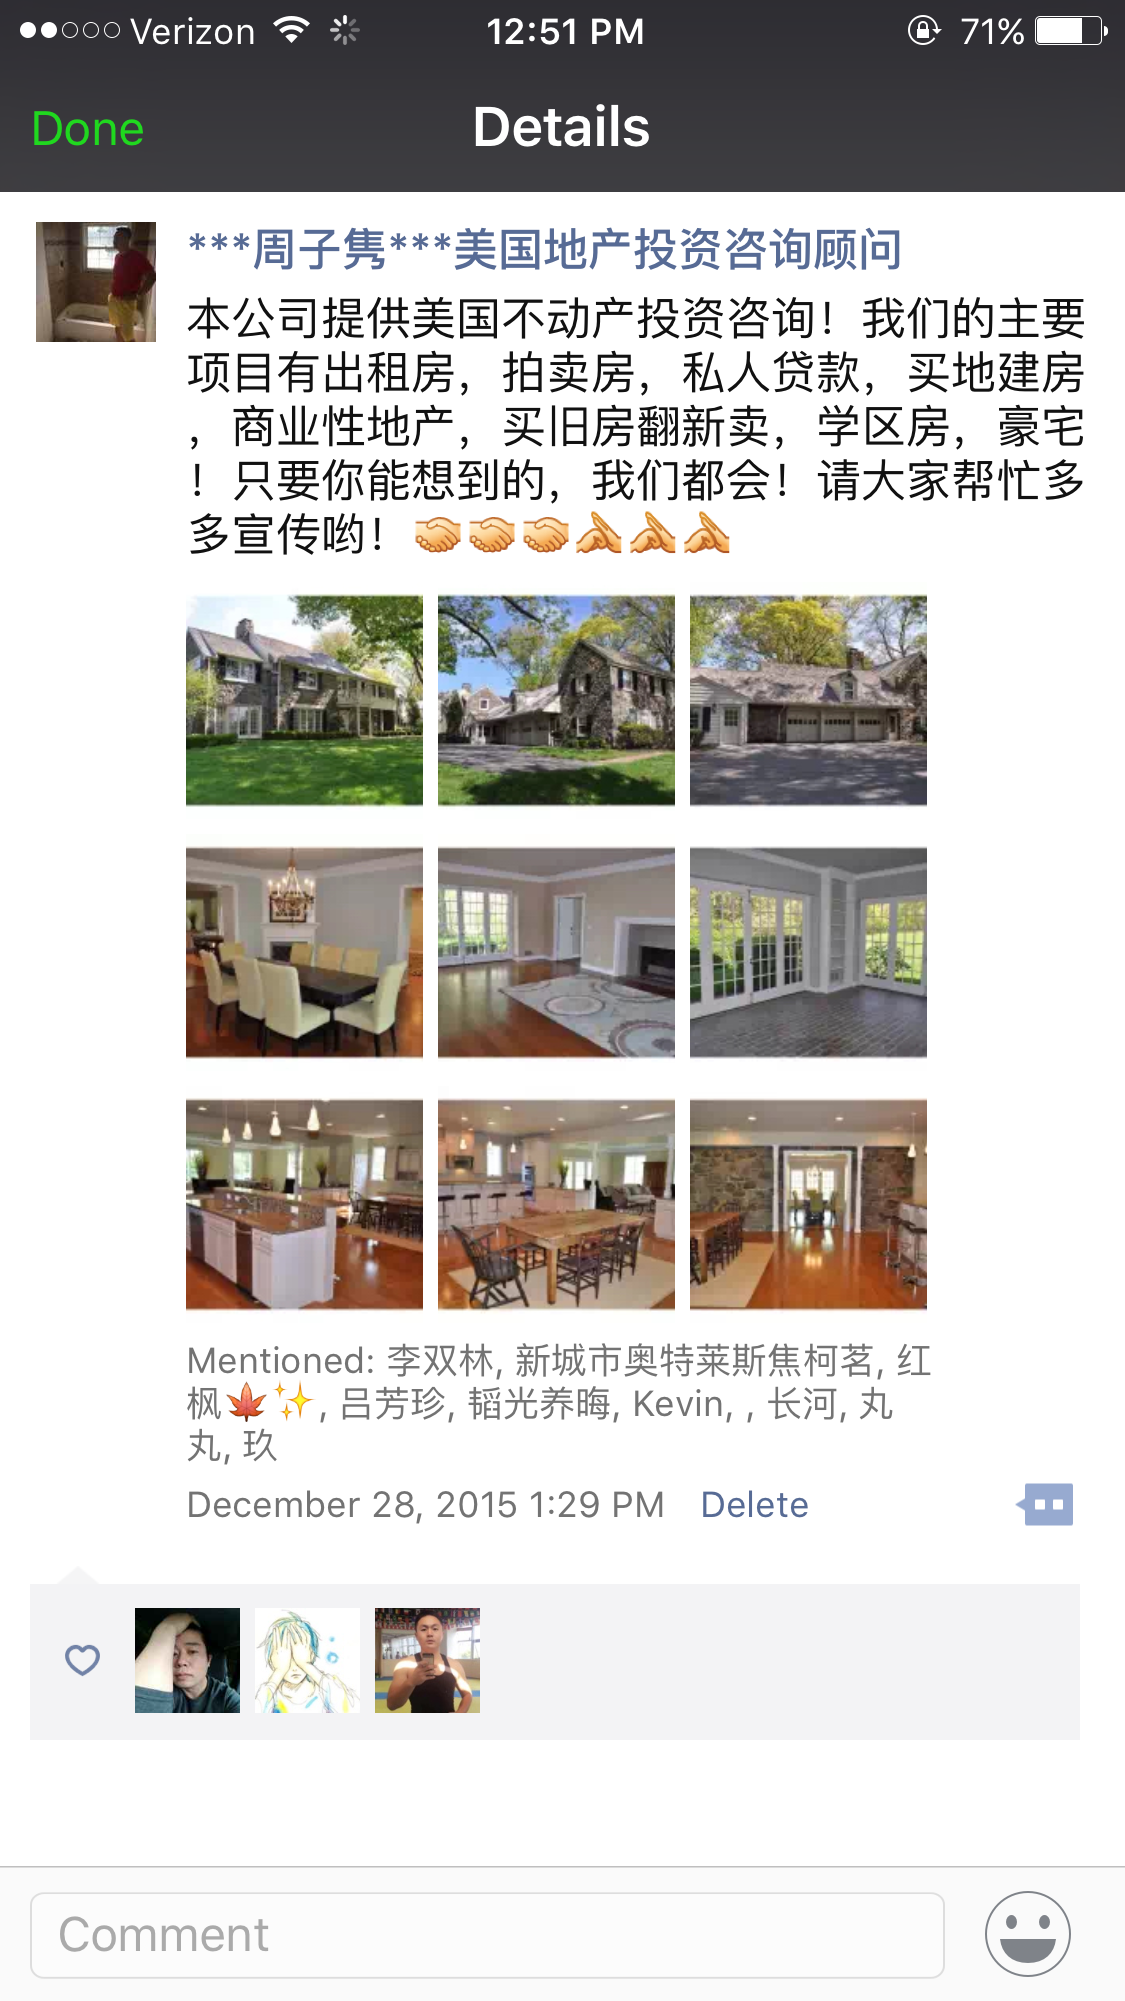 Verizon 12:51 PM 71%
Done Details
***周子隽***美国地产投资咨询顾问
本公司提供美国不动产投资咨询！我们的主要
项目有出租房，拍卖房，私人贷款，买地建房
，商业性地产，买旧房翻新卖，学区房，豪宅
！只要你能想到的，我们都会！请大家帮忙多
多宣传哟！🤝🤝🤝✍️✍️✍️
Mentioned: 李双林, 新城市奥特莱斯焦柯茗, 红
枫🍁✨, 吕芳珍, 韬光养晦, Kevin, , 长河, 丸
丸, 玖
December 28, 2015 1:29 PM Delete
Comment